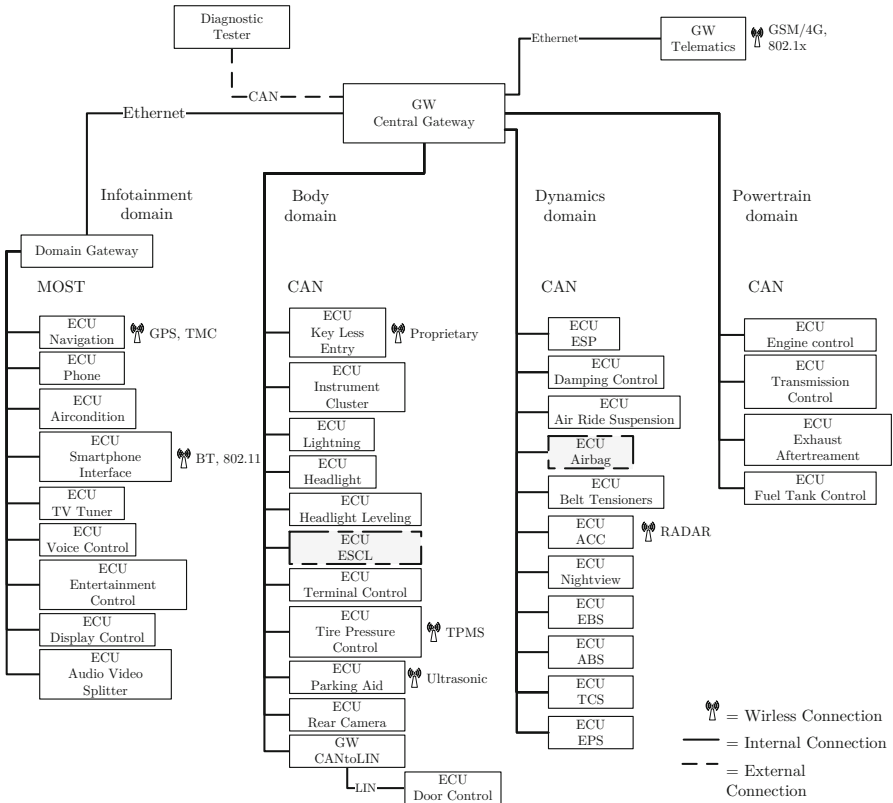 Diagnostic
Tester
CAN
Ethernet
GW
Telematics
GSM/4G,
802.1x
Ethernet
GW
Central Gateway
Infotainment
domain
Body
domain
Dynamics
domain
Powertrain
domain
Domain Gateway
MOST
ECU
Navigation
GPS, TMC
ECU
Phone
ECU
Aircondition
ECU
Smartphone
Interface
BT, 802.11
ECU
TV Tuner
ECU
Voice Control
ECU
Entertainment
Control
ECU
Display Control
ECU
Audio Video
Splitter
CAN
ECU
Key Less
Entry
Proprietary
ECU
Instrument
Cluster
ECU
Lightning
ECU
Headlight
ECU
Headlight Leveling
ECU
ESCL
ECU
Terminal Control
ECU
Tire Pressure
Control
TPMS
ECU
Parking Aid
Ultrasonic
ECU
Rear Camera
GW
CANtoLIN
LIN
ECU
Door Control
CAN
ECU
ESP
ECU
Damping Control
ECU
Air Ride Suspension
ECU
Airbag
ECU
Belt Tensioners
ECU
ACC
RADAR
ECU
Nightview
ECU
EBS
ECU
ABS
ECU
TCS
ECU
EPS
CAN
ECU
Engine control
ECU
Transmission
Control
ECU
Exhaust
Aftertreament
ECU
Fuel Tank Control
= Wirless Connection
= Internal Connection
= External
Connection